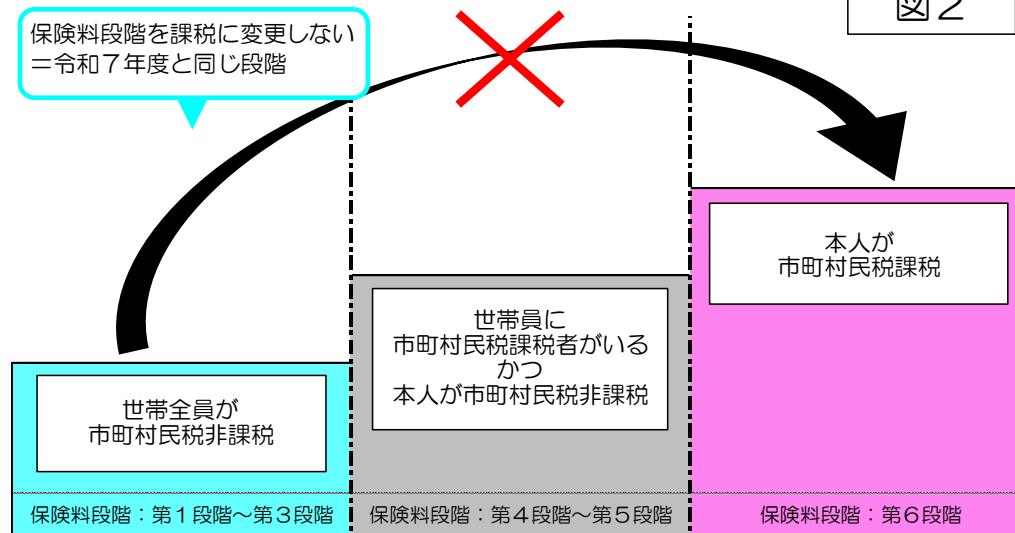 図２
保険料段階を課税に変更しない
＝令和７年度と同じ段階
本人が
市町村民税課税
世帯員に
市町村民税課税者がいる
かつ
本人が市町村民税非課税
世帯全員が
市町村民税非課税
保険料段階：第１段階～第３段階
保険料段階：第４段階～第５段階
保険料段階：第６段階